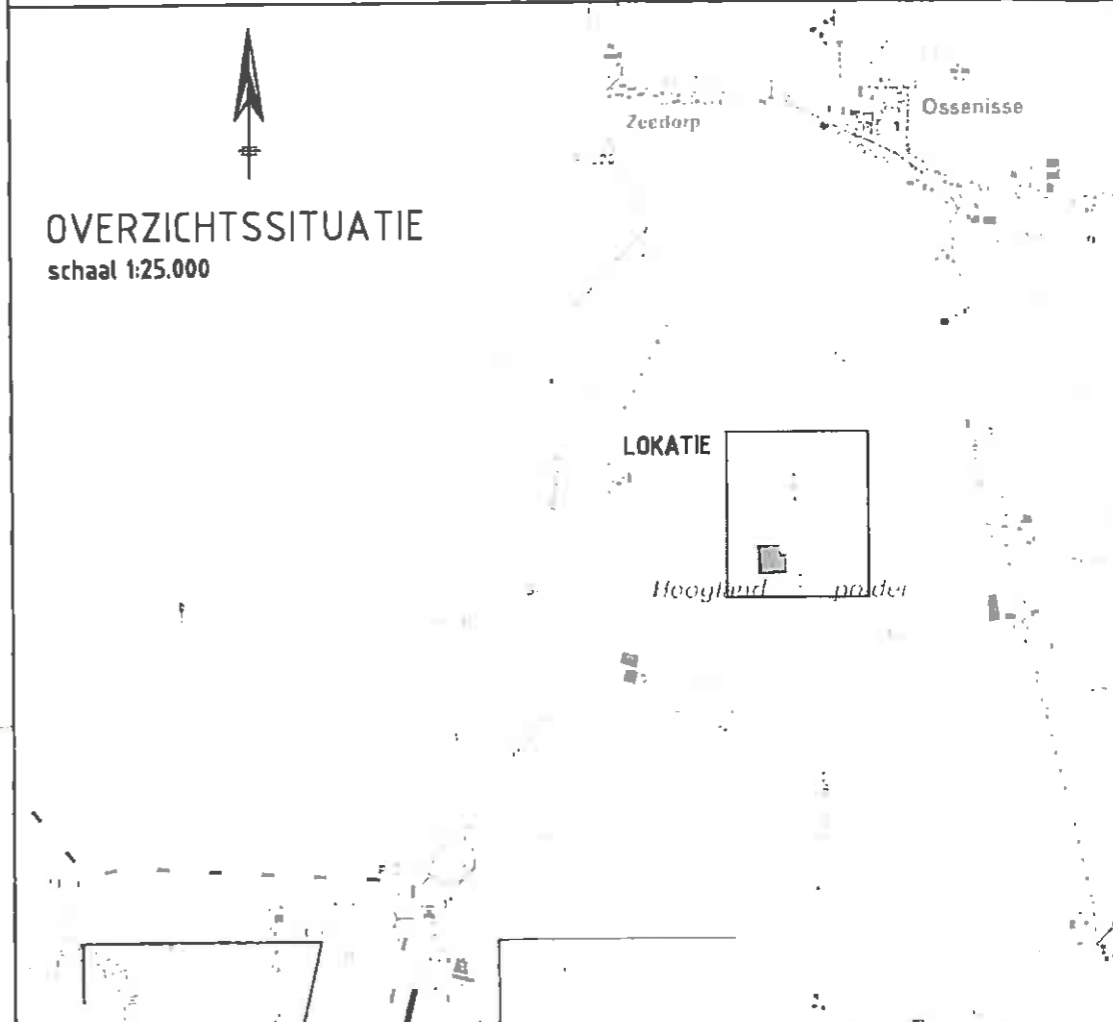 Zeedorp
Ossenisse
OVERZICHTSSITUATIE
schaal 1:25.000
LOKATIE
Hoogland polder